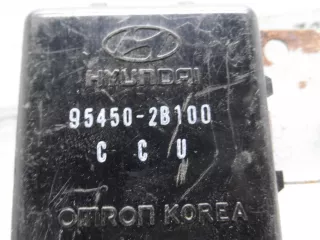 HYUNDAI
95450-2B100
C C U
OMRON KOREA